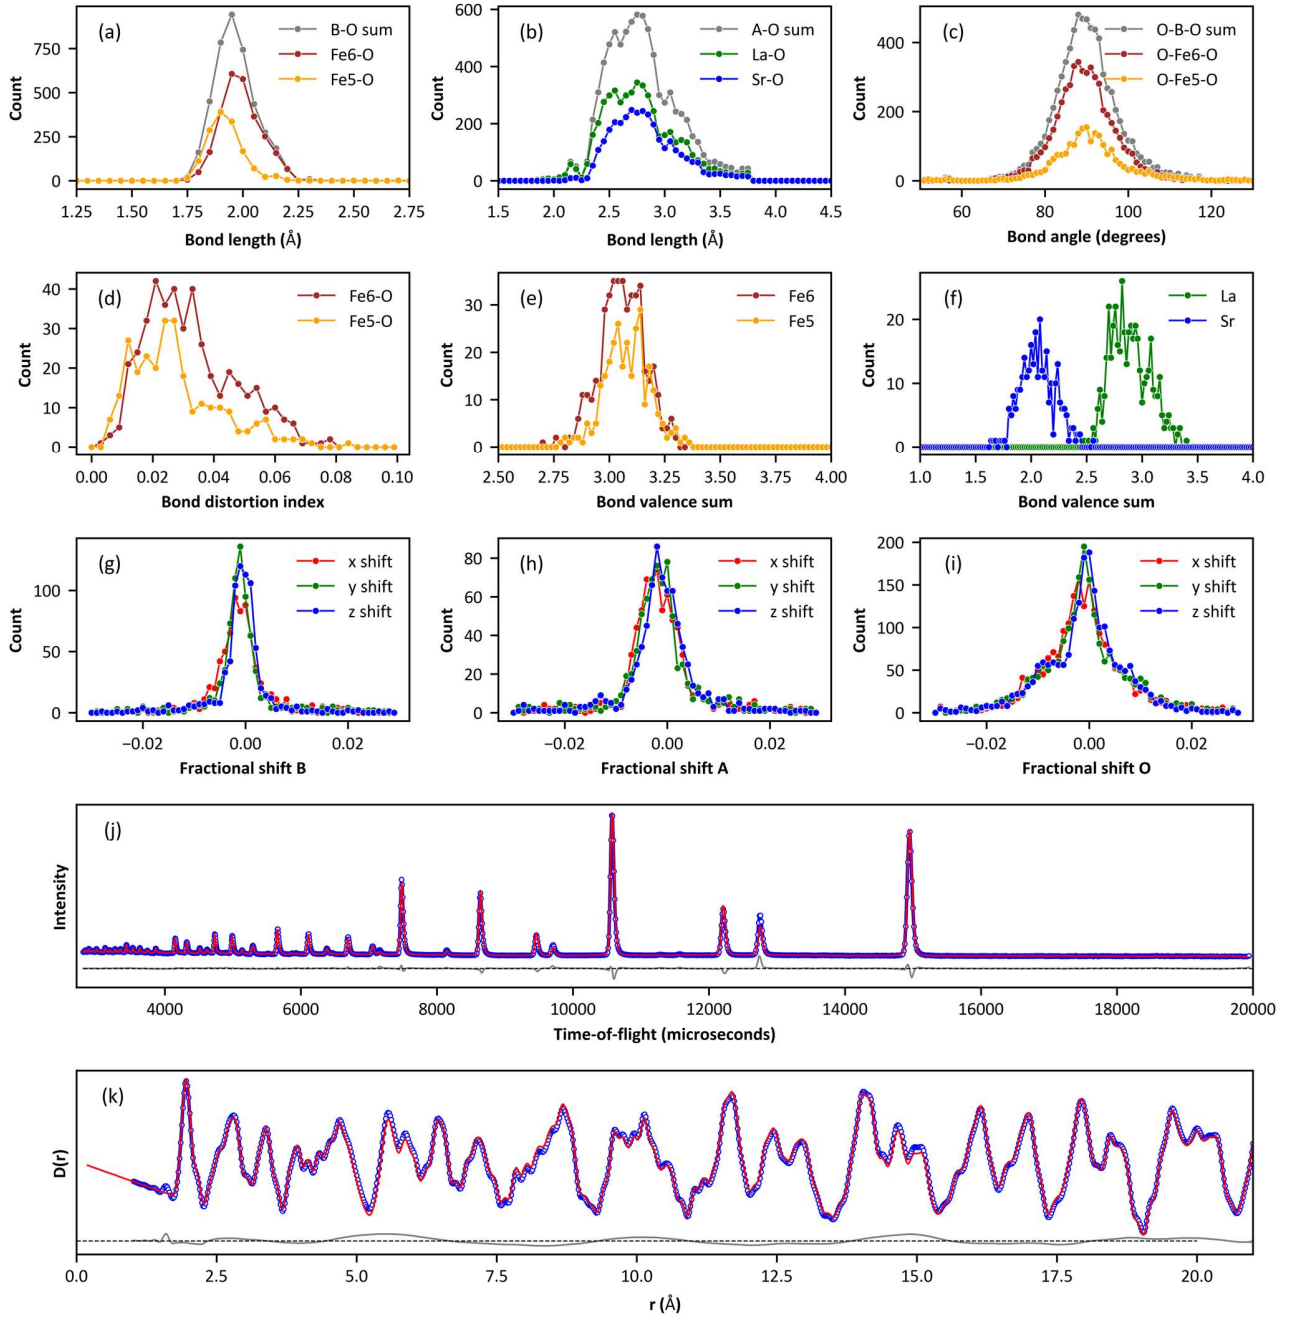 (a)
B-O sum
Fe6-O
Fe5-O
Count
750
500
250
0
1.25 1.50 1.75 2.00 2.25 2.50 2.75
Bond length (Å)
(b)
A-O sum
La-O
Sr-O
Count
600
400
200
0
1.5 2.0 2.5 3.0 3.5 4.0 4.5
Bond length (Å)
(c)
O-B-O sum
O-Fe6-O
O-Fe5-O
Count
400
200
0
60 80 100 120
Bond angle (degrees)
(d)
Fe6-O
Fe5-O
Count
40
30
20
10
0
0.00 0.02 0.04 0.06 0.08 0.10
Bond distortion index
(e)
Fe6
Fe5
Count
30
20
10
0
2.50 2.75 3.00 3.25 3.50 3.75 4.00
Bond valence sum
(f)
La
Sr
Count
20
10
0
1.0 1.5 2.0 2.5 3.0 3.5 4.0
Bond valence sum
(g)
x shift
y shift
z shift
Count
100
50
0
−0.02 0.00 0.02
Fractional shift B
(h)
x shift
y shift
z shift
Count
80
60
40
20
0
−0.02 0.00 0.02
Fractional shift A
(i)
x shift
y shift
z shift
Count
200
150
100
50
0
−0.02 0.00 0.02
Fractional shift O
(j)
Intensity
4000 6000 8000 10000 12000 14000 16000 18000 20000
Time-of-flight (microseconds)
(k)
D(r)
0.0 2.5 5.0 7.5 10.0 12.5 15.0 17.5 20.0
r (Å)